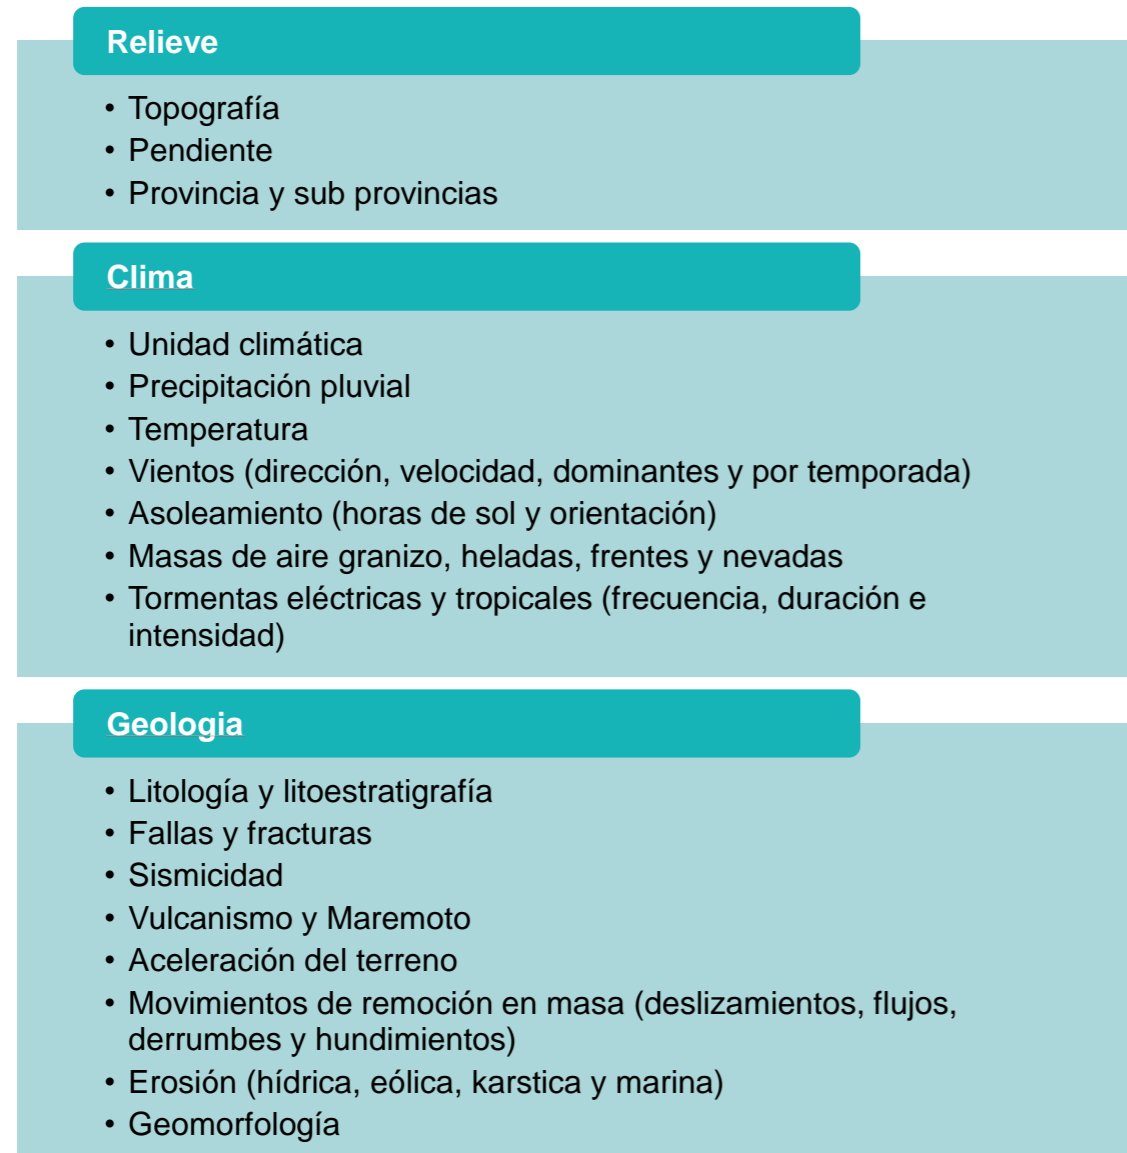 Relieve
• Topografía
• Pendiente
• Provincia y sub provincias
Clima
• Unidad climática
• Precipitación pluvial
• Temperatura
• Vientos (dirección, velocidad, dominantes y por temporada)
• Asoleamiento (horas de sol y orientación)
• Masas de aire granizo, heladas, frentes y nevadas
• Tormentas eléctricas y tropicales (frecuencia, duración e
intensidad)
Geologia
• Litología y litoestratigrafía
• Fallas y fracturas
• Sismicidad
• Vulcanismo y Maremoto
• Aceleración del terreno
• Movimientos de remoción en masa (deslizamientos, flujos,
derrumbes y hundimientos)
• Erosión (hídrica, eólica, karstica y marina)
• Geomorfología